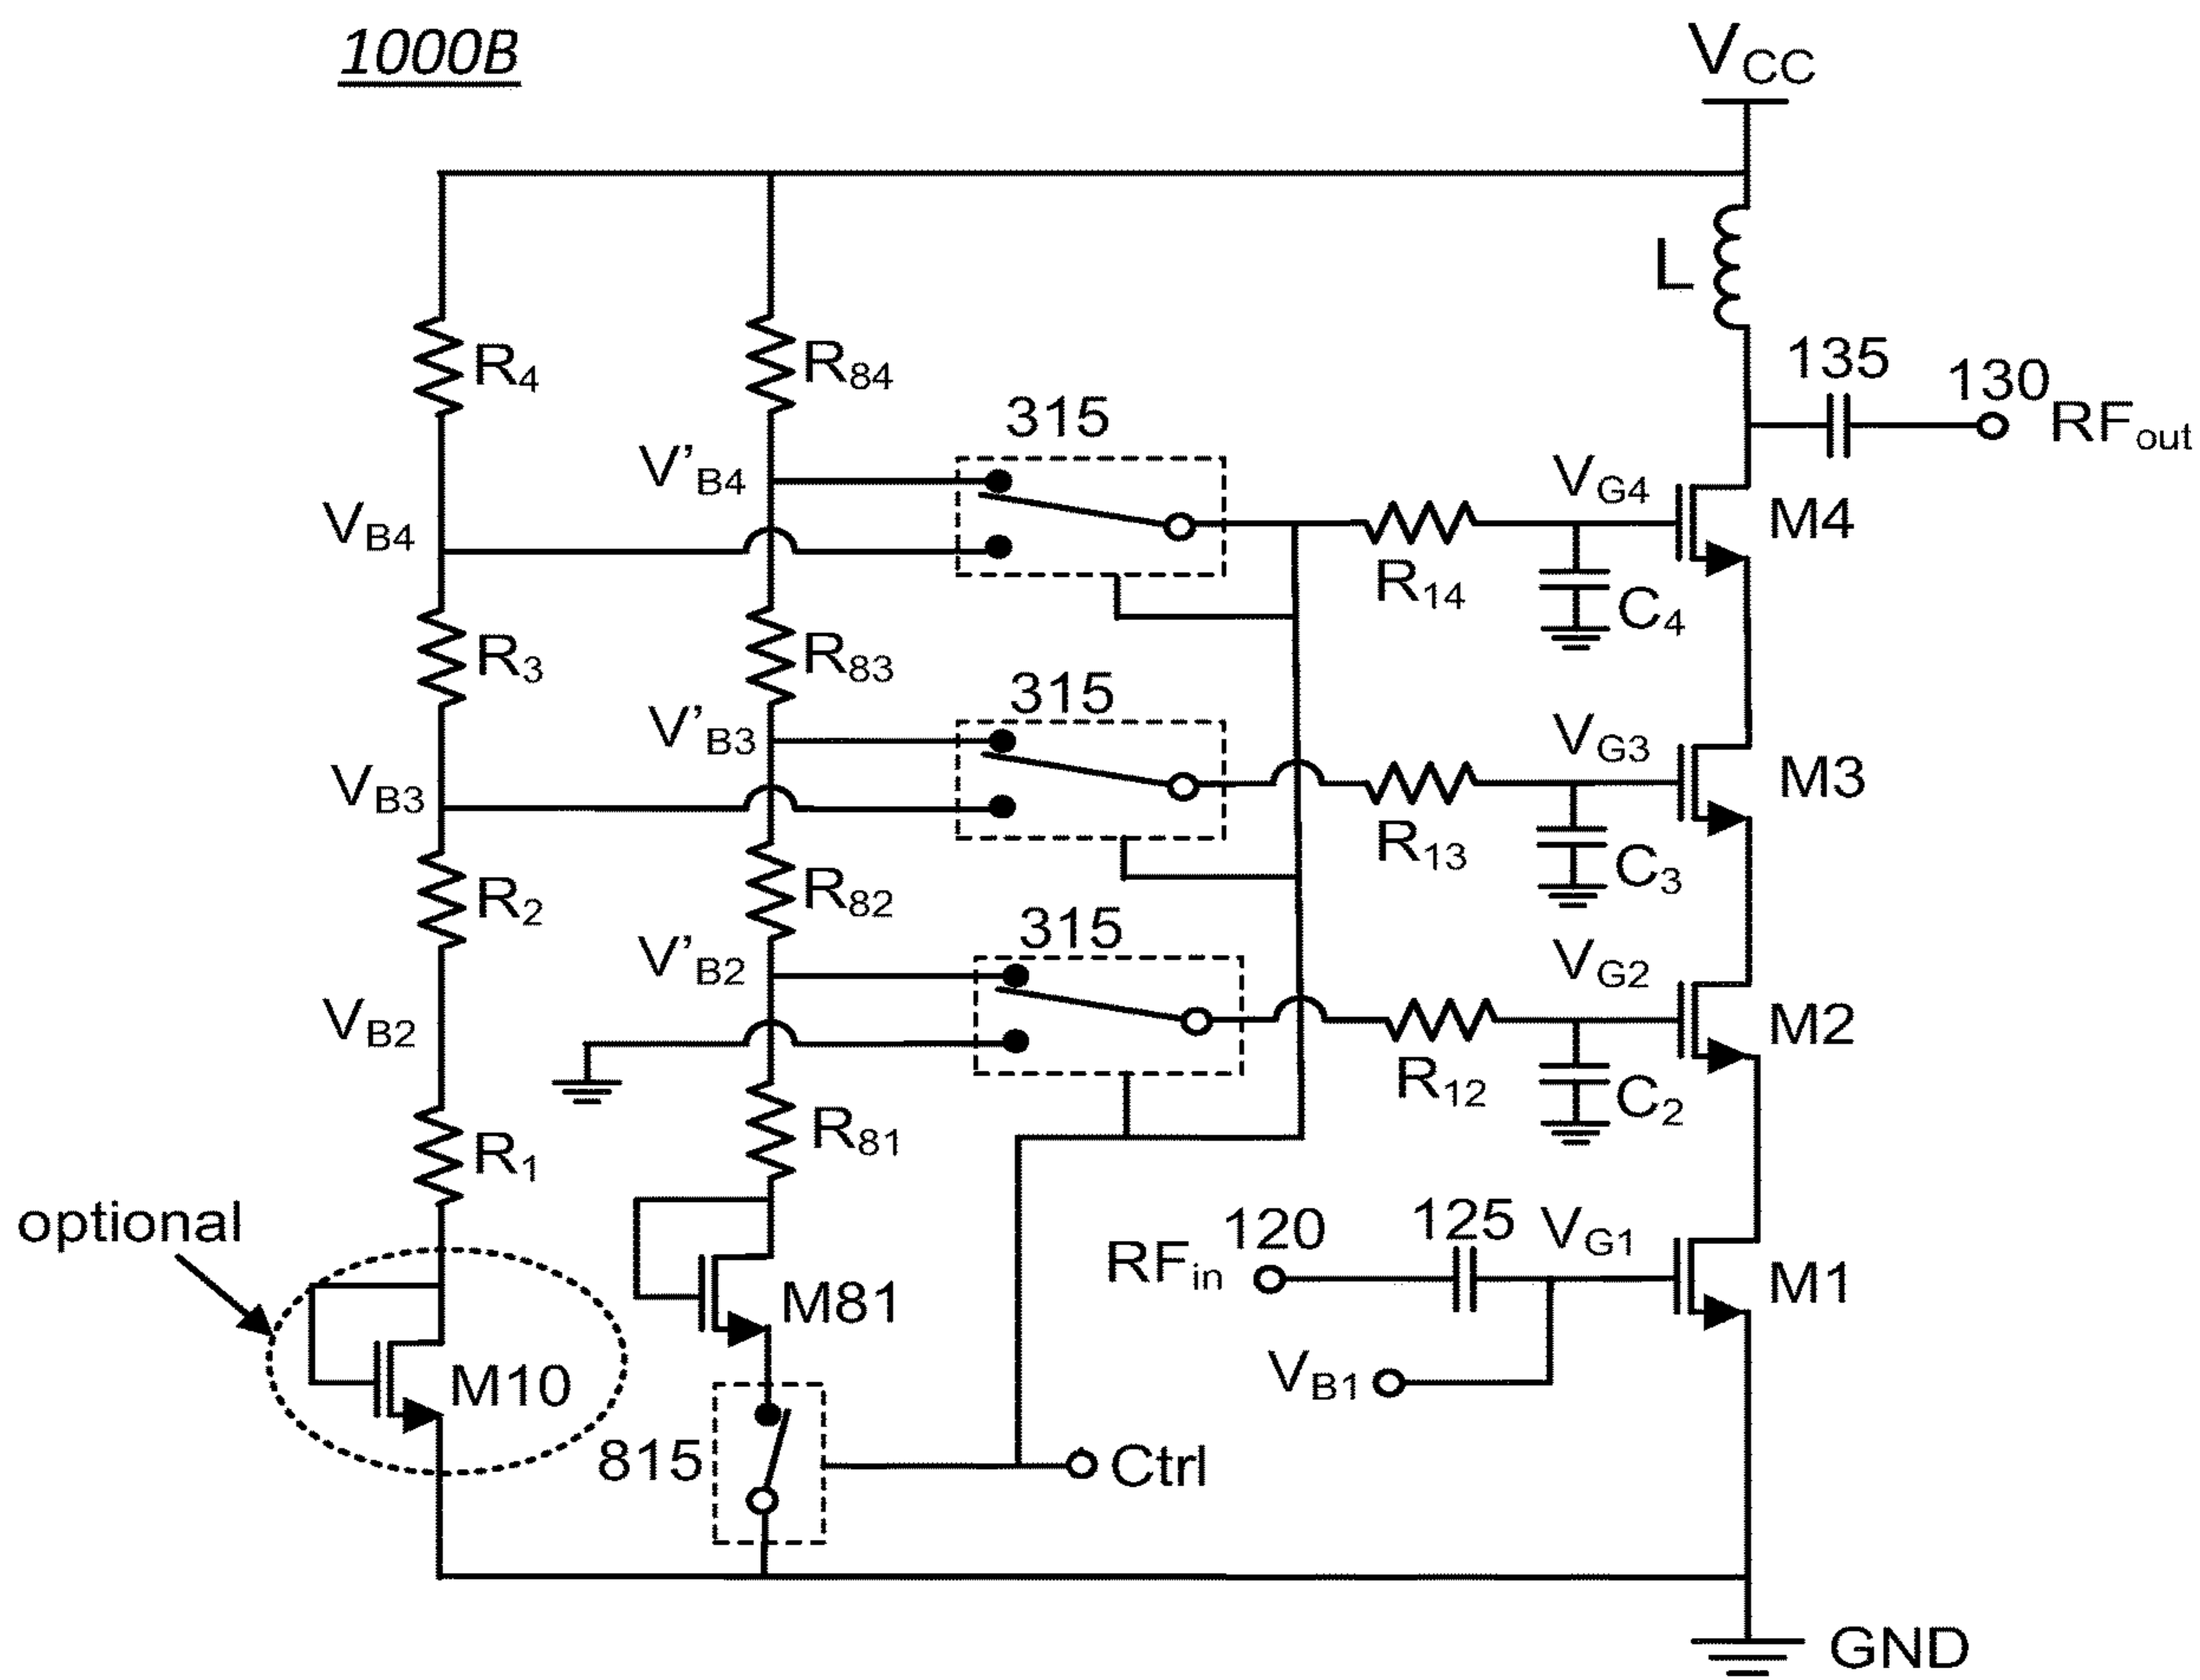 1000B
VCC
L
135
130
RFout
R4
R84
315
V'B4
VB4
VG4
M4
R14
C4
R3
R83
315
V'B3
VB3
VG3
M3
R13
C3
R2
R82
315
V'B2
VB2
VG2
M2
R12
C2
R1
R81
optional
RFin
120
125
VG1
M1
M81
M10
VB1
815
Ctrl
GND